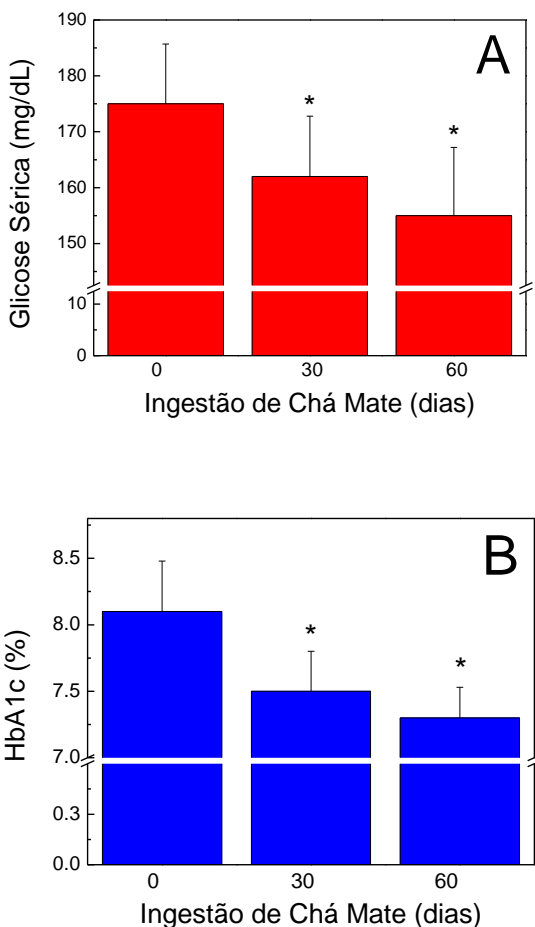 A
Glicose Sérica (mg/dL)
190
180
170
160
150
10
0
*
*
0 30 60
Ingestão de Chá Mate (dias)
B
HbA1c (%)
8.5
8.0
7.5
7.0
0.3
0.0
*
*
0 30 60
Ingestão de Chá Mate (dias)